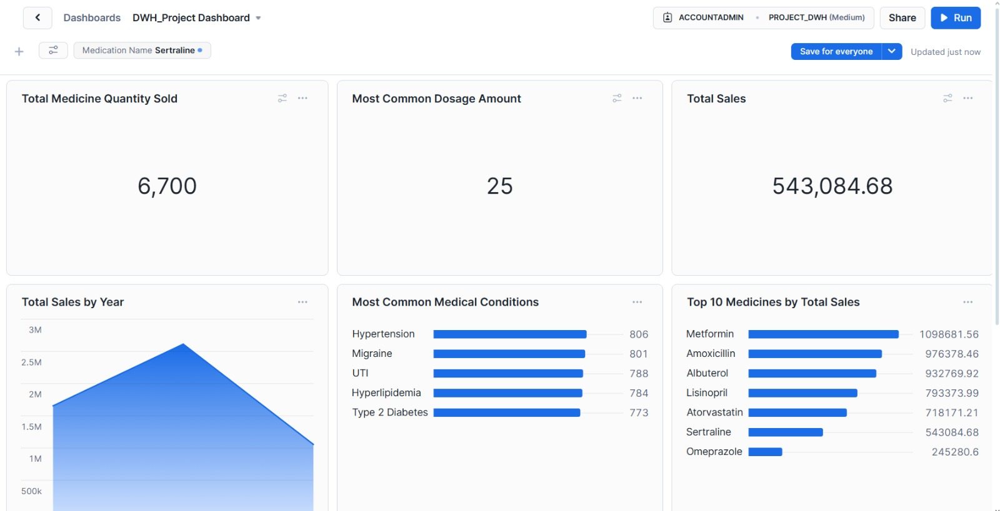 Dashboards DWH_Project Dashboard
ACCOUNTADMIN • PROJECT_DWH (Medium) Share Run
Medication Name Sertraline
Save for everyone Updated just now
Total Medicine Quantity Sold
6,700
Most Common Dosage Amount
25
Total Sales
543,084.68
Total Sales by Year
3M
2.5M
2M
1.5M
1M
500k
Most Common Medical Conditions
Hypertension 806
Migraine 801
UTI 788
Hyperlipidemia 784
Type 2 Diabetes 773
Top 10 Medicines by Total Sales
Metformin 1098681.56
Amoxicillin 976378.46
Albuterol 932769.92
Lisinopril 793373.99
Atorvastatin 718171.21
Sertraline 543084.68
Omeprazole 245280.6